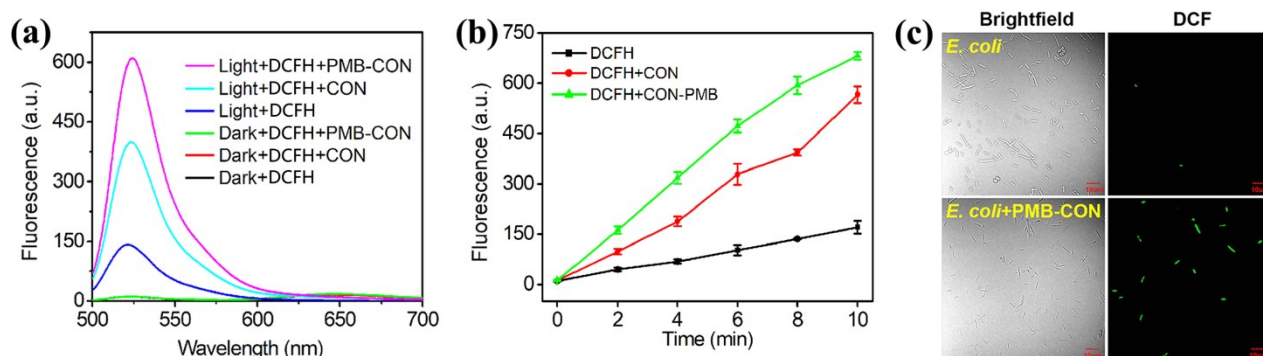 (a)
Fluorescence (a.u.)
600
450
300
150
0
500 550 600 650 700
Wavelength (nm)
Light+DCFH+PMB-CON
Light+DCFH+CON
Light+DCFH
Dark+DCFH+PMB-CON
Dark+DCFH+CON
Dark+DCFH
(b)
Fluorescence (a.u.)
750
600
450
300
150
0
0 2 4 6 8 10
Time (min)
DCFH
DCFH+CON
DCFH+CON-PMB
(c)
Brightfield DCF
E. coli
E. coli+PMB-CON